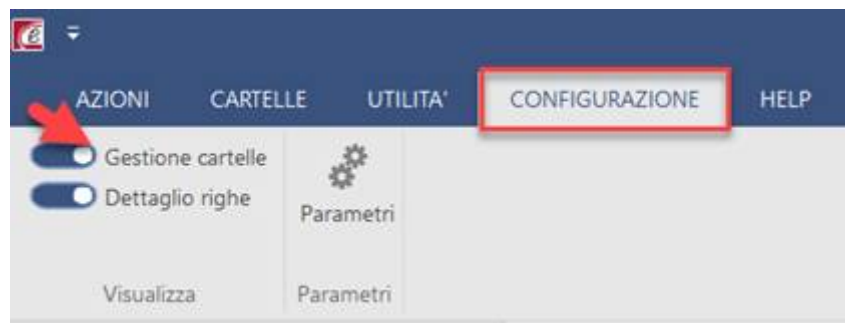 AZIONI CARTELLE UTILITA' CONFIGURAZIONE HELP
Gestione cartelle
Dettaglio righe
Parametri
Visualizza Parametri